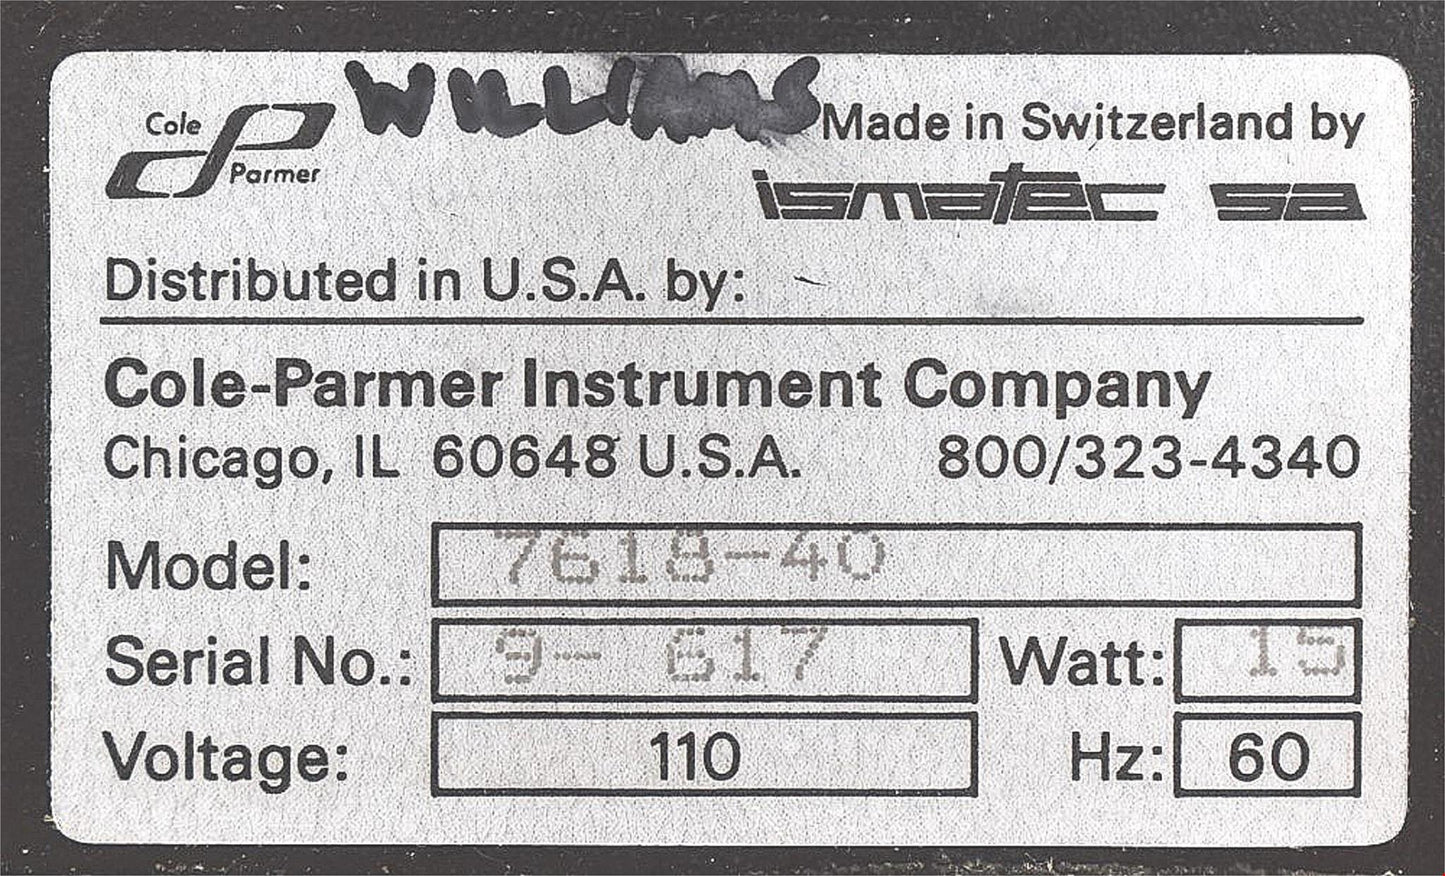 Cole
Parmer
WILLIAMS
Made in Switzerland by
ismatec sa
Distributed in U.S.A. by:
Cole-Parmer Instrument Company
Chicago, IL 60648 U.S.A. 800/323-4340
Model: 7618-40
Serial No.: 9- 617 Watt: 15
Voltage: 110 Hz: 60